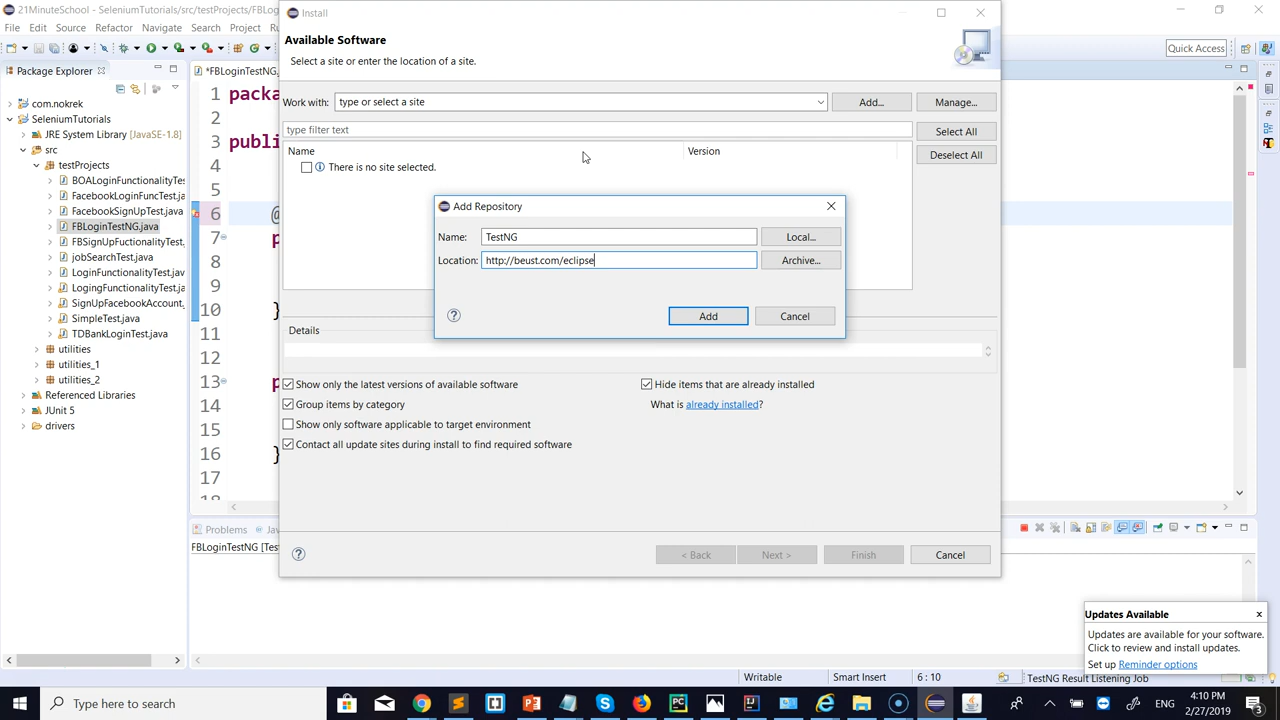 21MinuteSchool - SeleniumTutorials/src/testProjects/FBLo
Install
File Edit Source Refactor Navigate Search Project
Quick Access
Available Software
Select a site or enter the location of a site.
Work with: type or select a site Add... Manage...
type filter text Select All
Deselect All
Name Version
There is no site selected.
Add Repository
Name: TestNG Local...
Location: http://beust.com/eclipse Archive...
Add Cancel
Details
Show only the latest versions of available software
Hide items that are already installed
Group items by category
What is already installed?
Show only software applicable to target environment
Contact all update sites during install to find required software
< Back Next > Finish Cancel
Package Explorer
com.nokrek
SeleniumTutorials
JRE System Library [JavaSE-1.8]
src
testProjects
BOALoginFunctionalityTes
FacebookLoginFuncTest.ja
FacebookSignUpTest.java
FBLoginTestNG.java
FBSignUpFuctionalityTest.
jobSearchTest.java
LoginFunctionalityTest.jav
LogingFunctionalityTest.ja
SignUpFacebookAccount.
SimpleTest.java
TDBankLoginTest.java
utilities
utilities_1
utilities_2
Referenced Libraries
JUnit 5
drivers
*FBLoginTestNG.
1 packa
2
3 publi
4
5
6 @
7 p
8
9
10 }
11
12
13 p
14
15
16 }
17
18
Problems Jav
FBLoginTestNG [Tes
Updates Available
Updates are available for your software.
Click to review and install updates.
Set up Reminder options
Writable Smart Insert 6 : 10 TestNG Result Listening Job
Type here to search
ENG
4:10 PM
2/27/2019